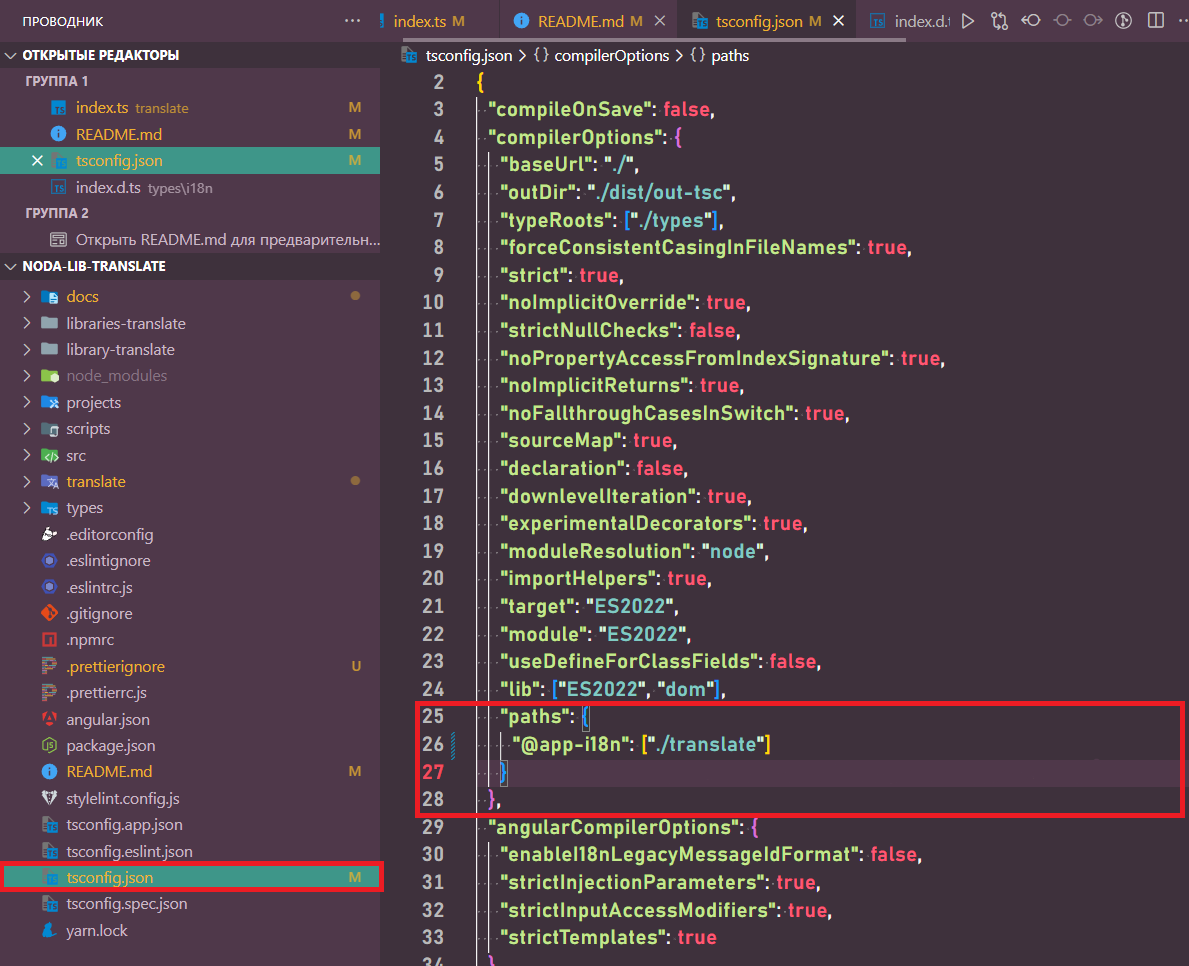 ПРОВОДНИК
ОТКРЫТЫЕ РЕДАКТОРЫ
ГРУППА 1
index.ts translate M
README.md M
tsconfig.json M
index.d.ts types\i18n
ГРУППА 2
Открыть README.md для предварительн...
NODA-LIB-TRANSLATE
docs
libraries-translate
library-translate
node_modules
projects
scripts
src
translate
types
.editorconfig
.eslintignore
.eslintrc.js
.gitignore
.npmrc
.prettierignore U
.prettierrc.js
angular.json
package.json
README.md M
stylelint.config.js
tsconfig.app.json
tsconfig.eslint.json
tsconfig.json M
tsconfig.spec.json
yarn.lock
index.ts M README.md M tsconfig.json M index.d.t
tsconfig.json > {} compilerOptions > {} paths
2 {
3 "compileOnSave": false,
4 "compilerOptions": {
5 "baseUrl": "./",
6 "outDir": "./dist/out-tsc",
7 "typeRoots": ["./types"],
8 "forceConsistentCasingInFileNames": true,
9 "strict": true,
10 "noImplicitOverride": true,
11 "strictNullChecks": false,
12 "noPropertyAccessFromIndexSignature": true,
13 "noImplicitReturns": true,
14 "noFallthroughCasesInSwitch": true,
15 "sourceMap": true,
16 "declaration": false,
17 "downlevelIteration": true,
18 "experimentalDecorators": true,
19 "moduleResolution": "node",
20 "importHelpers": true,
21 "target": "ES2022",
22 "module": "ES2022",
23 "useDefineForClassFields": false,
24 "lib": ["ES2022", "dom"],
25 "paths": {
26 "@app-i18n": ["./translate"]
27 }
28 },
29 "angularCompilerOptions": {
30 "enableI18nLegacyMessageIdFormat": false,
31 "strictInjectionParameters": true,
32 "strictInputAccessModifiers": true,
33 "strictTemplates": true
34 }